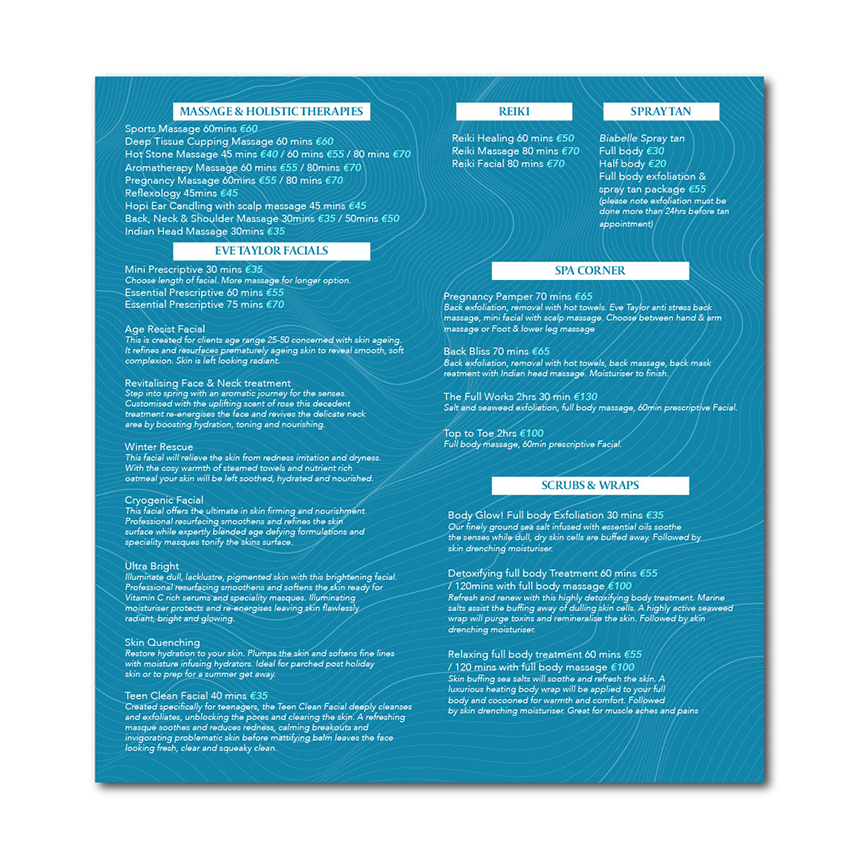 MASSAGE & HOLISTIC THERAPIES
Sports Massage 60mins €60
Deep Tissue Cupping Massage 60 mins €60
Hot Stone Massage 45 mins €40 / 60 mins €55 / 80 mins €70
Aromatherapy Massage 60 mins €55 / 80mins €70
Pregnancy Massage 60mins €55 / 80 mins €70
Reflexology 45mins €45
Hopi Ear Candling with scalp massage 45 mins €45
Back, Neck & Shoulder Massage 30mins €35 / 50mins €50
Indian Head Massage 30mins €35
EVE TAYLOR FACIALS
Mini Prescriptive 30 mins €35
Choose length of facial. More massage for longer option.
Essential Prescriptive 60 mins €55
Essential Prescriptive 75 mins €70
Age Resist Facial
This is created for clients age range 25-50 concerned with skin ageing.
It refines and resurfaces prematurely ageing skin to reveal smooth, soft
complexion. Skin is left looking radiant.
Revitalising Face & Neck treatment
Step into spring with an aromatic journey for the senses.
Customised with the uplifting scent of rose this decadent
treatment re-energises the face and revives the delicate neck
area by boosting hydration, toning and nourishing.
Winter Rescue
This facial will relieve the skin from redness irritation and dryness.
With the cosy warmth of steamed towels and nutrient rich
oatmeal your skin will be left soothed, hydrated and nourished.
Cryogenic Facial
This facial offers the ultimate in skin firming and nourishment.
Professional resurfacing smoothens and refines the skin
surface while expertly blended age defying formulations and
speciality masques tonify the skins surface.
Ultra Bright
Illuminate dull, lacklustre, pigmented skin with this brightening facial.
Professional resurfacing smoothens and softens the skin ready for
Vitamin C rich serums and speciality masques. Illuminating
moisturiser protects and re-energises leaving skin flawlessly
radiant, bright and glowing.
Skin Quenching
Restore hydration to your skin. Plumps the skin and softens fine lines
with moisture infusing hydrators. Ideal for parched post holiday
skin or to prep for a summer get away.
Teen Clean Facial 40 mins €35
Created specifically for teenagers, the Teen Clean Facial deeply cleanses
and exfoliates, unblocking the pores and clearing the skin. A refreshing
masque soothes and reduces redness, calming breakouts and
invigorating problematic skin before mattifying balm leaves the face
looking fresh, clear and squeaky clean.
REIKI
Reiki Healing 60 mins €50
Reiki Massage 80 mins €70
Reiki Facial 80 mins €70
SPRAY TAN
Biabelle Spray tan
Full body €30
Half body €20
Full body exfoliation &
spray tan package €55
(please note exfoliation must be
done more than 24hrs before tan
appointment)
SPA CORNER
Pregnancy Pamper 70 mins €65
Back exfoliation, removal with hot towels. Eve Taylor anti stress back
massage, mini facial with scalp massage. Choose between hand & arm
massage or Foot & lower leg massage
Back Bliss 70 mins €65
Back exfoliation, removal with hot towels, back massage, back mask
reatment with Indian head massage. Moisturiser to finish.
The Full Works 2hrs 30 min €130
Salt and seaweed exfoliation, full body massage, 60min prescriptive Facial.
Top to Toe 2hrs €100
Full body massage, 60min prescriptive Facial.
SCRUBS & WRAPS
Body Glow! Full body Exfoliation 30 mins €35
Our finely ground sea salt infused with essential oils soothe
the senses while dull, dry skin cells are buffed away. Followed by
skin drenching moisturiser.
Detoxifying full body Treatment 60 mins €55
/ 120mins with full body massage €100
Refresh and renew with this highly detoxifying body treatment. Marine
salts assist the buffing away of dulling skin cells. A highly active seaweed
wrap will purge toxins and remineralise the skin. Followed by skin
drenching moisturiser.
Relaxing full body treatment 60 mins €55
/ 120 mins with full body massage €100
Skin buffing sea salts will soothe and refresh the skin. A
luxurious heating body wrap will be applied to your full
body and cocooned for warmth and comfort. Followed
by skin drenching moisturiser. Great for muscle aches and pains